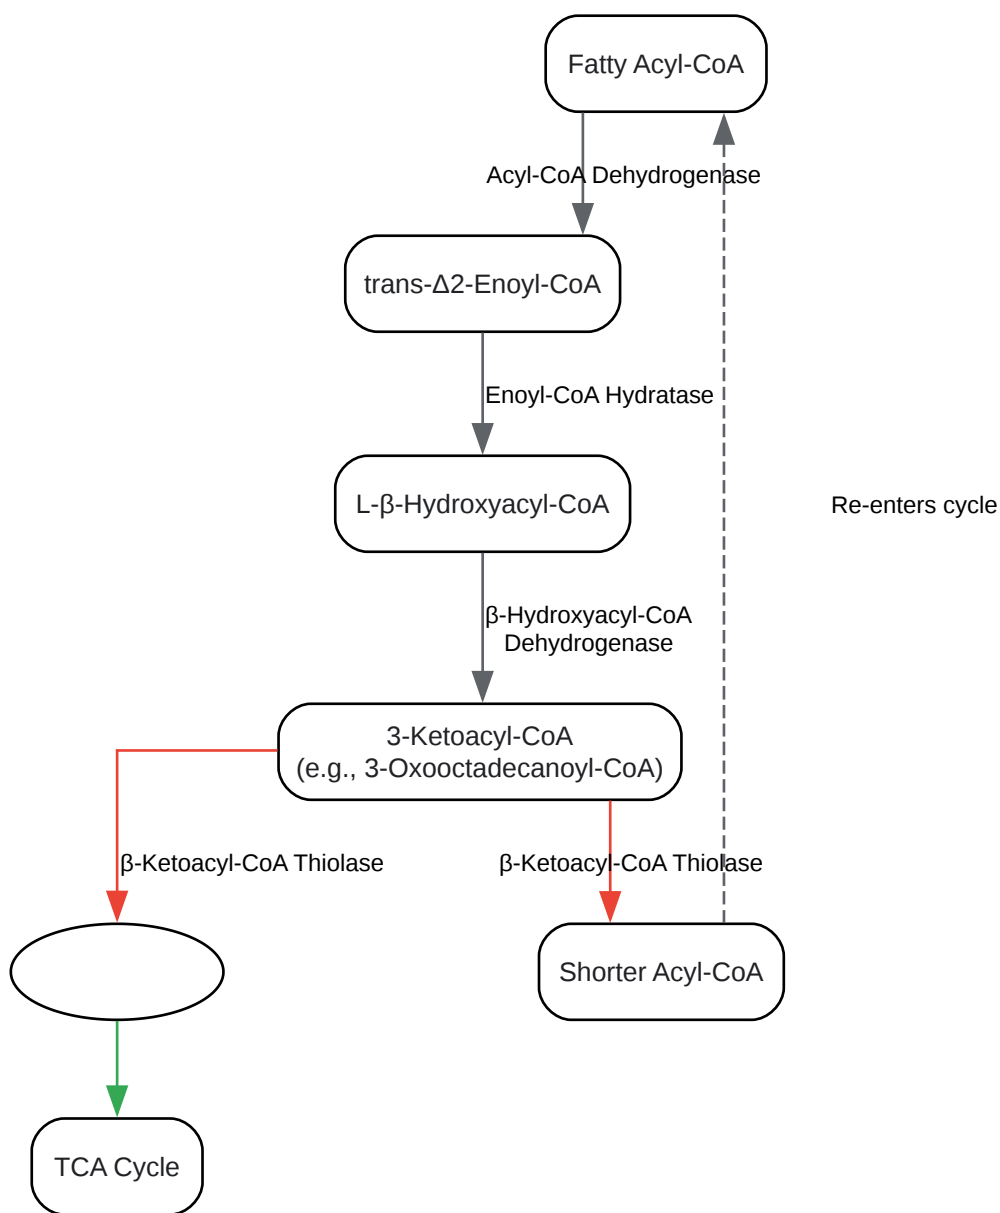 Fatty Acyl-CoA
Acyl-CoA Dehydrogenase
trans-Δ2-Enoyl-CoA
Enoyl-CoA Hydratase
L-β-Hydroxyacyl-CoA
Re-enters cycle
β-Hydroxyacyl-CoA
Dehydrogenase
3-Ketoacyl-CoA
(e.g., 3-Oxooctadecanoyl-CoA)
β-Ketoacyl-CoA Thiolase
β-Ketoacyl-CoA Thiolase
Shorter Acyl-CoA
TCA Cycle